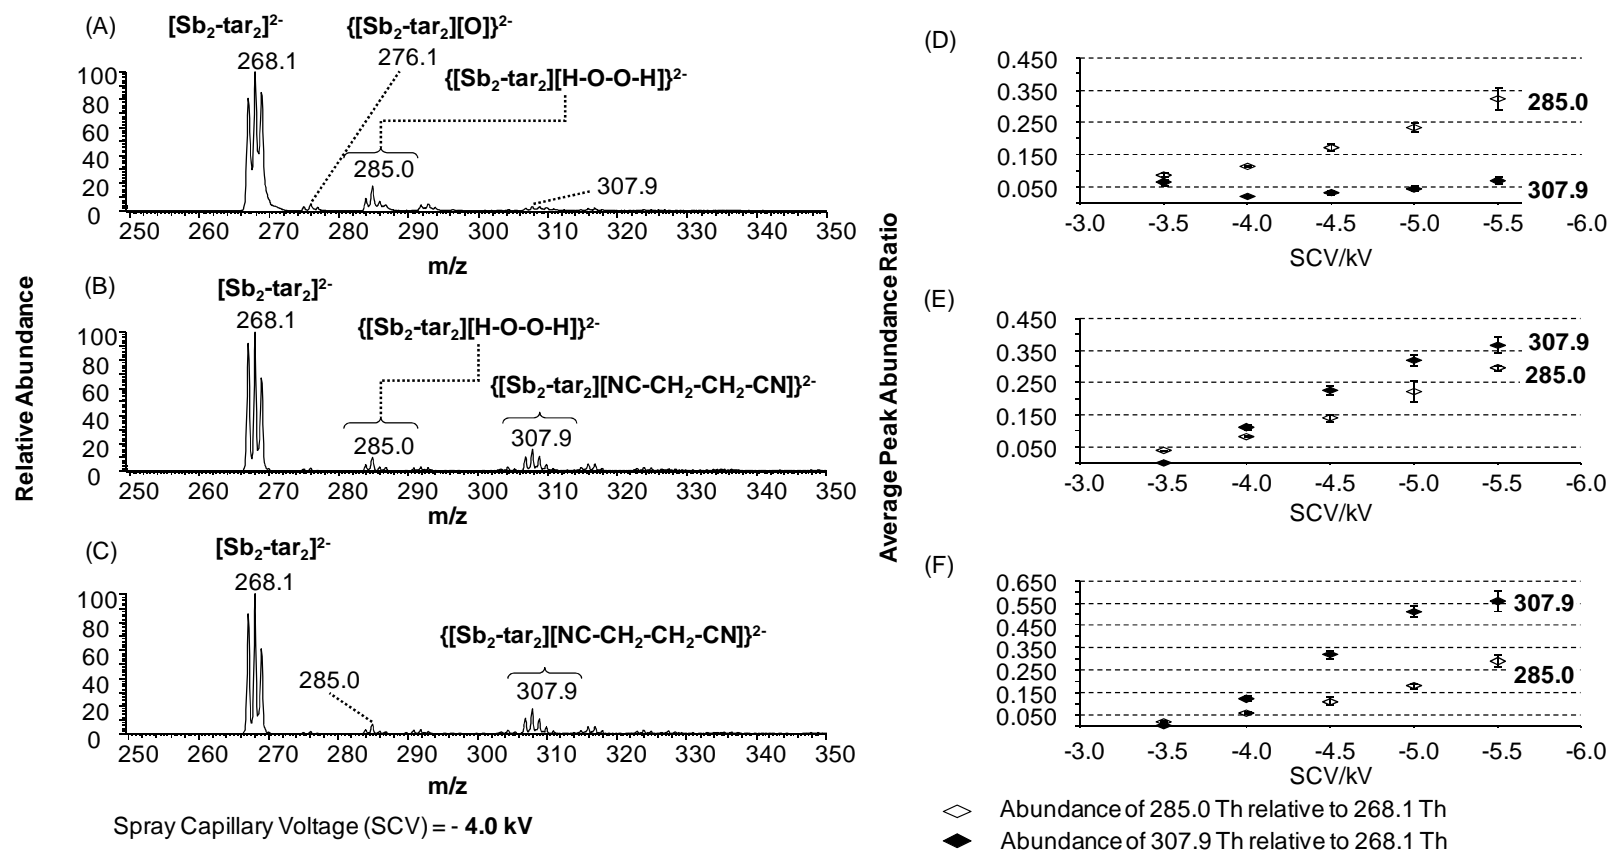 Relative Abundance
(A)
[Sb₂-tar₂]²⁻
{[Sb₂-tar₂][O]}²⁻
268.1
276.1
{[Sb₂-tar₂][H-O-O-H]}²⁻
285.0
307.9
100
80
60
40
20
0
250 260 270 280 290 300 310 320 330 340 350
m/z
(B)
[Sb₂-tar₂]²⁻
268.1
{[Sb₂-tar₂][H-O-O-H]}²⁻
{[Sb₂-tar₂][NC-CH₂-CH₂-CN]}²⁻
285.0
307.9
100
80
60
40
20
0
250 260 270 280 290 300 310 320 330 340 350
m/z
(C)
[Sb₂-tar₂]²⁻
268.1
{[Sb₂-tar₂][NC-CH₂-CH₂-CN]}²⁻
285.0
307.9
100
80
60
40
20
0
250 260 270 280 290 300 310 320 330 340 350
m/z
Spray Capillary Voltage (SCV) = - 4.0 kV
Average Peak Abundance Ratio
(D)
0.450
0.350
0.250
0.150
0.050
285.0
307.9
-3.0 -3.5 -4.0 -4.5 -5.0 -5.5 -6.0
SCV/kV
(E)
0.450
0.350
0.250
0.150
0.050
307.9
285.0
-3.0 -3.5 -4.0 -4.5 -5.0 -5.5 -6.0
SCV/kV
(F)
0.650
0.550
0.450
0.350
0.250
0.150
0.050
307.9
285.0
-3.0 -3.5 -4.0 -4.5 -5.0 -5.5 -6.0
SCV/kV
Abundance of 285.0 Th relative to 268.1 Th
Abundance of 307.9 Th relative to 268.1 Th